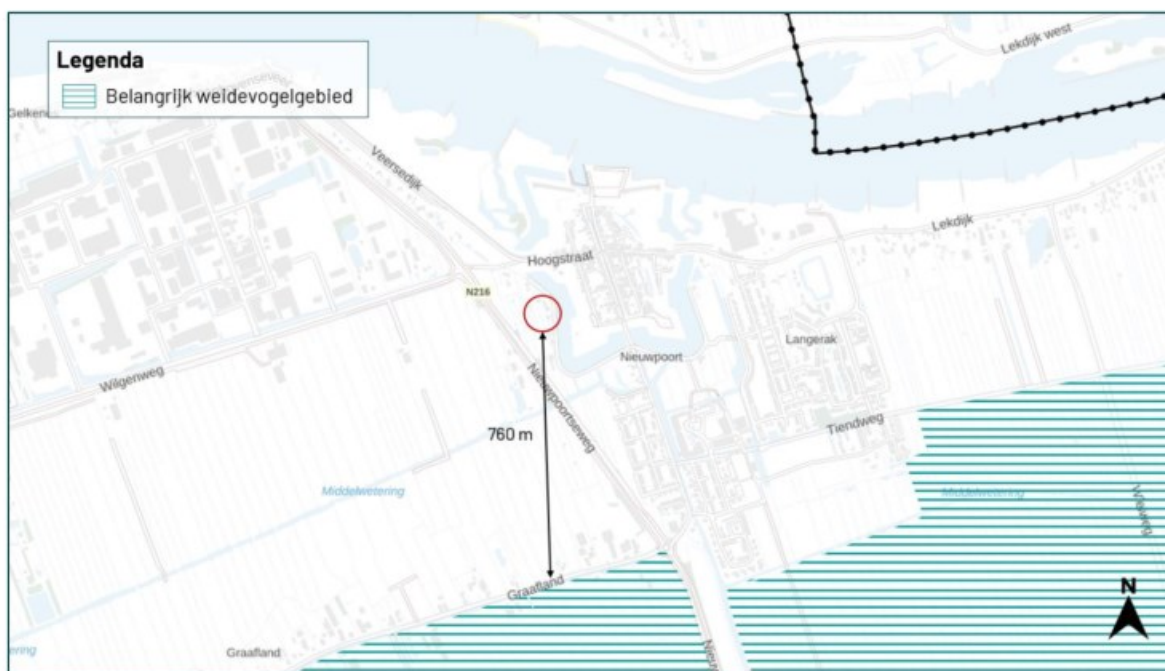 Legenda
Belangrijk weidevogelgebied
Lekdijk west
Veersedijk
Lekdijk
Hoogstraat
N216
Langerak
Nieuwpoort
Wilgenweg
Nieuwpoortseweg
Tiendweg
760 m
Middelwetering
Middelwetering
Wieweg
Graafland
N
Graafland